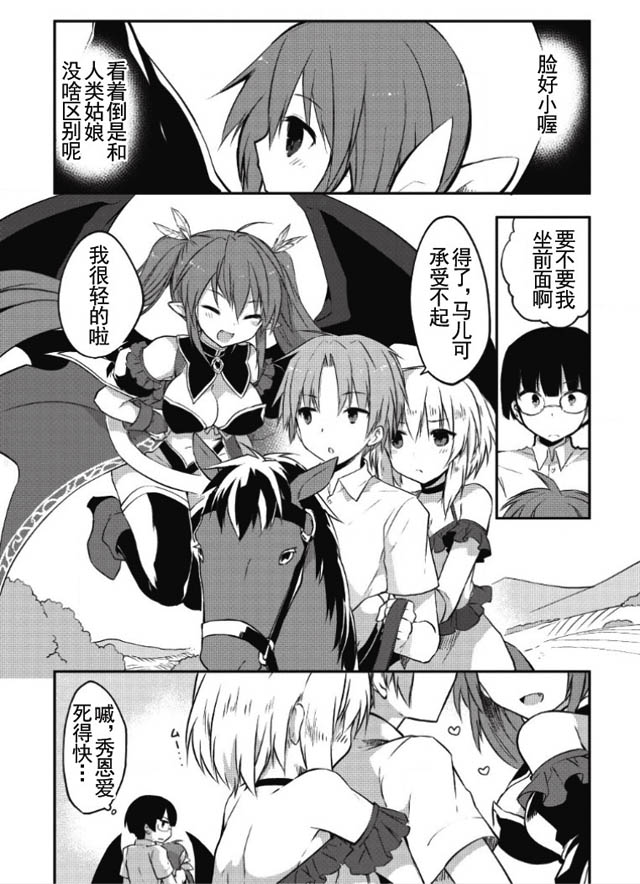 脸好小喔
看着倒是和
人类姑娘
没啥区别呢
要不要我
坐前面啊
得了，马儿可
承受不起
我很轻的啦
嘁，秀恩爱
死得快…